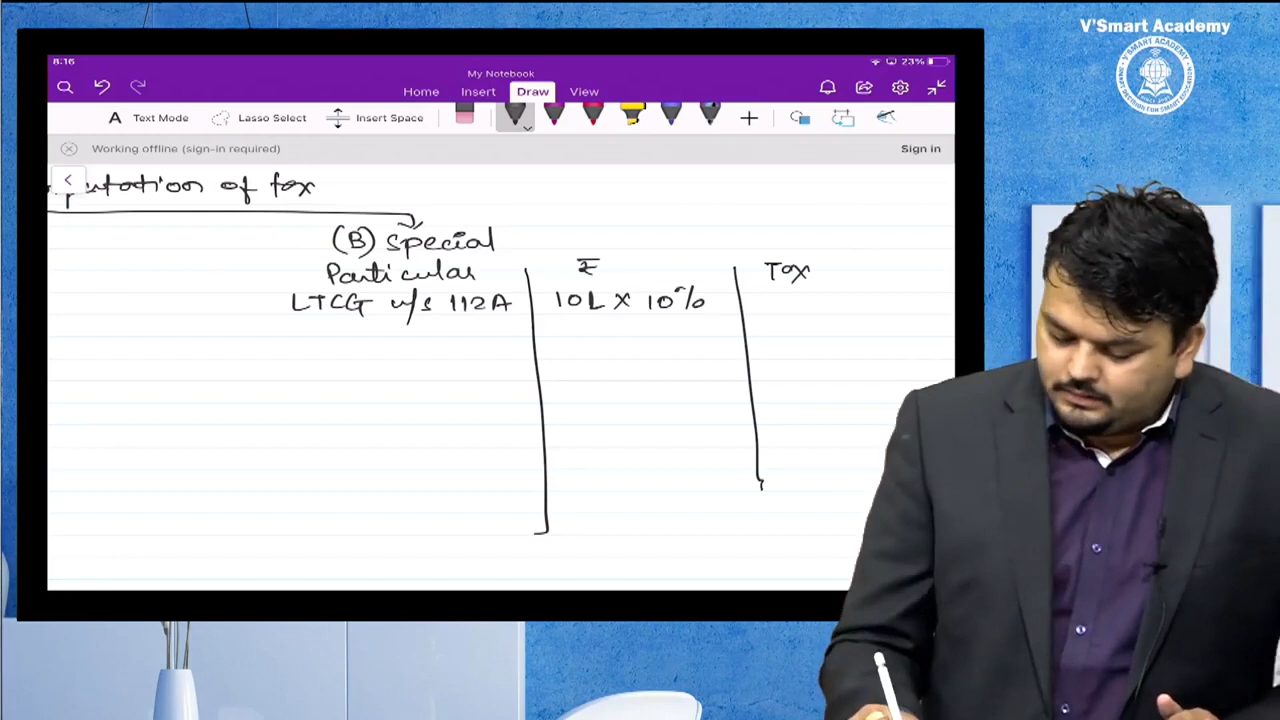 V'Smart Academy
8:16
23%
My Notebook
Home Insert Draw View
Text Mode Lasso Select Insert Space
Working offline (sign-in required) Sign in
putation of tax
(B) Special
Particular ₹ Tax
LTCG u/s 112A 10L x 10%